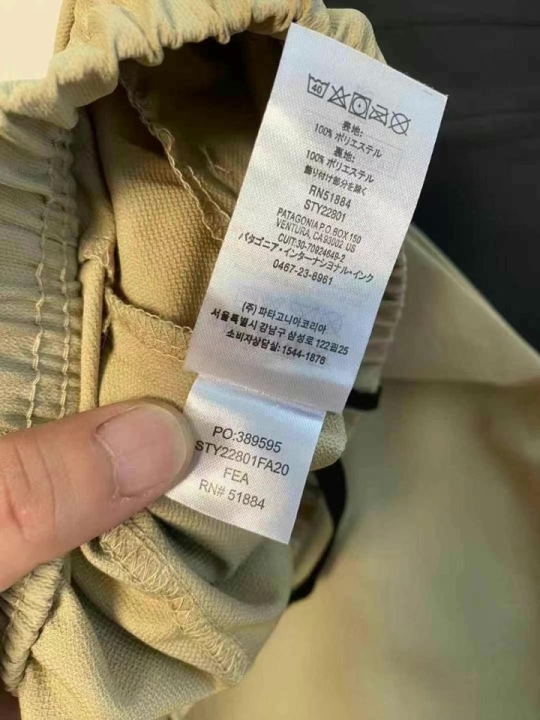 40
表地:
100% ポリエステル
裏地:
100% ポリエステル
飾り付け部分を除く
RN51884
STY22801
PATAGONIA P.O. BOX 150
VENTURA, CA 93002 US
CUIT:30-70924649-2
パタゴニア・インターナショナル・インク
0467-23-8961
(주) 파타고니아코리아
서울특별시 강남구 삼성로 122길25
소비자상담실: 1544-1876
PO:389595
STY22801FA20
FEA
RN# 51884